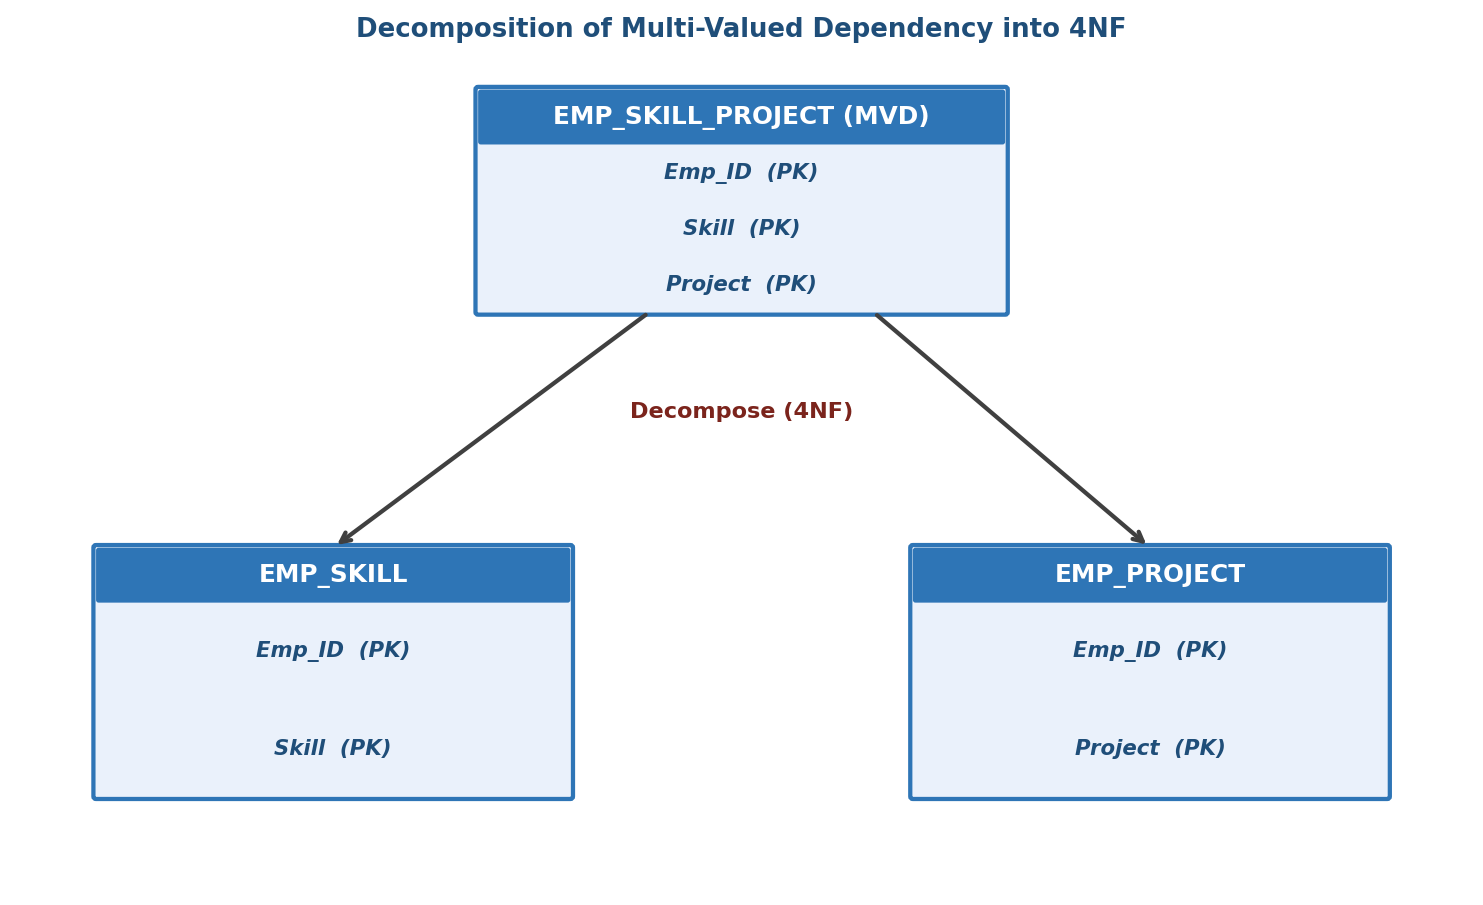 Decomposition of Multi-Valued Dependency into 4NF
EMP_SKILL_PROJECT (MVD)
Emp_ID  (PK)
Skill  (PK)
Project  (PK)
Decompose (4NF)
EMP_SKILL
Emp_ID  (PK)
Skill  (PK)
EMP_PROJECT
Emp_ID  (PK)
Project  (PK)